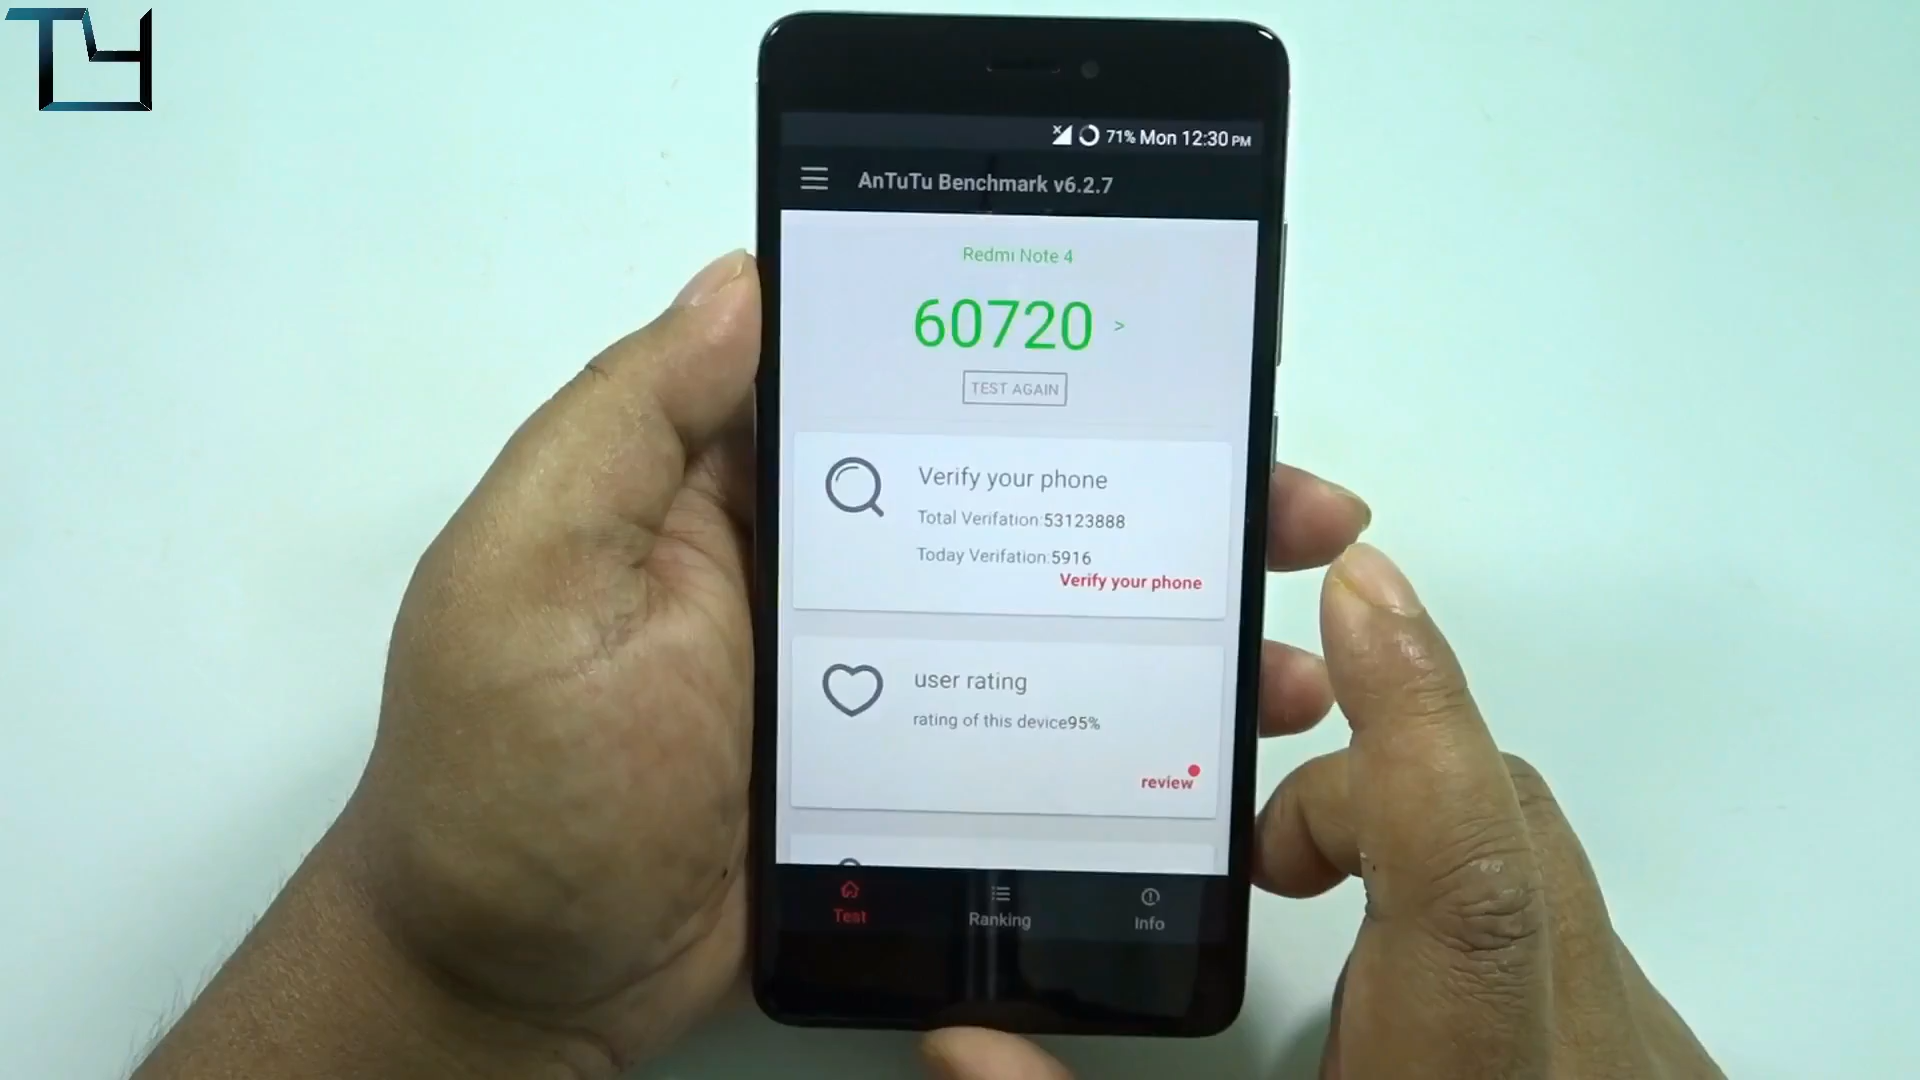 TY
71% Mon 12:30 PM
AnTuTu Benchmark v6.2.7
Redmi Note 4
60720 >
TEST AGAIN
Verify your phone
Total Verifation:53123888
Today Verifation:5916
Verify your phone
user rating
rating of this device95%
review
Test
Ranking
Info